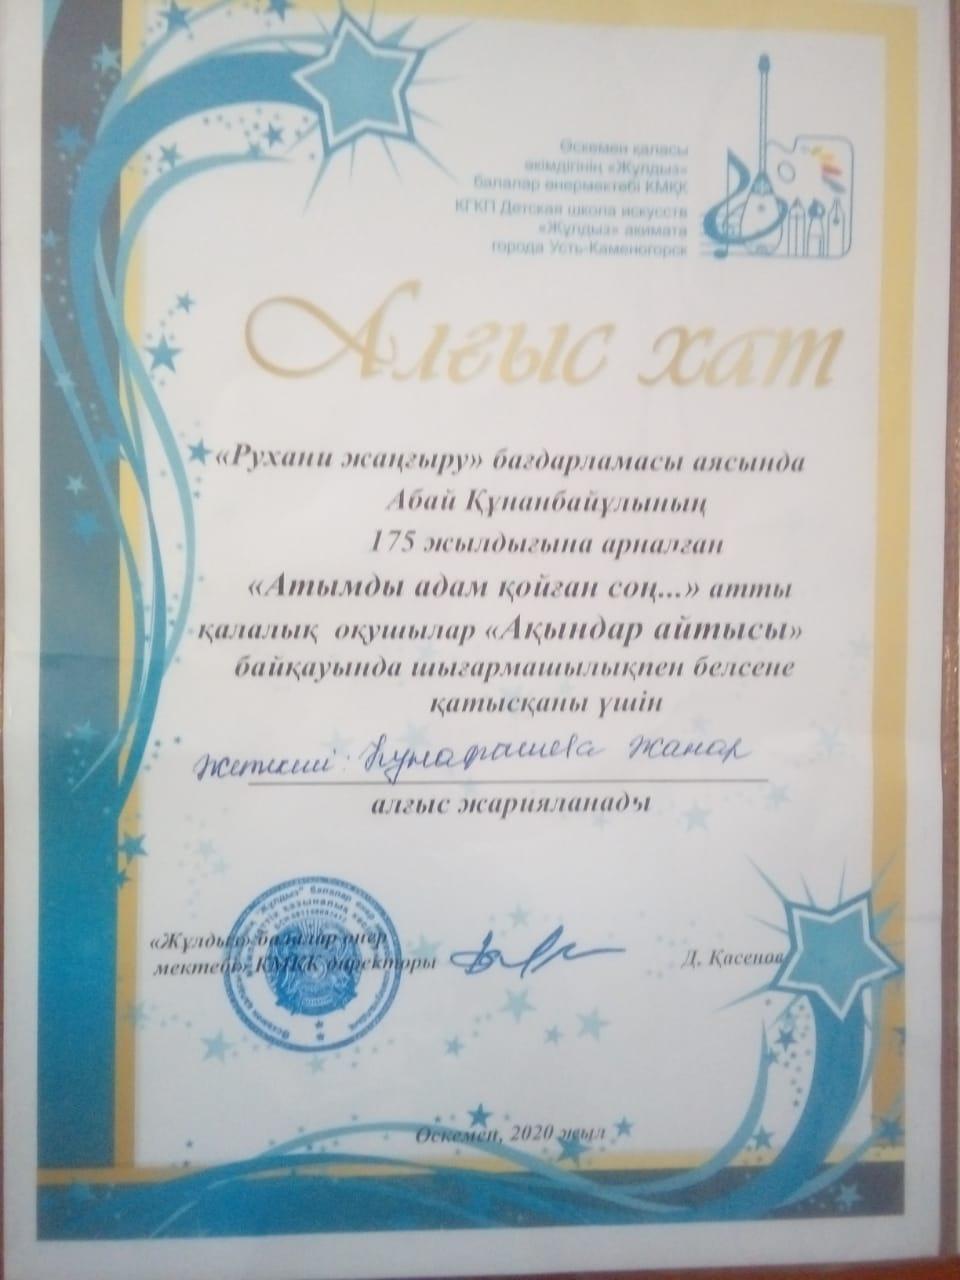 Өскемен қаласы
әкімдігінің «Жұлдыз»
балалар өнермектебі КМҚК
КГКП Детская школа искусств
«Жұлдыз» акимата
города Усть-Каменогорск
Алғыс хат
«Рухани жаңғыру» бағдарламасы аясында
Абай Құнанбайұлының
175 жылдығына арналған
«Атымды адам қойған соң...» атты
қалалық оқушылар «Ақындар айтысы»
байқауында шығармашылықпен белсене
қатысқаны үшін
Жетекші: Жанар
алғыс жарияланады
«Жұлдыз» балалар өнер
мектебі» КМҚК директоры
Д. Қасенов
Өскемен, 2020 жыл